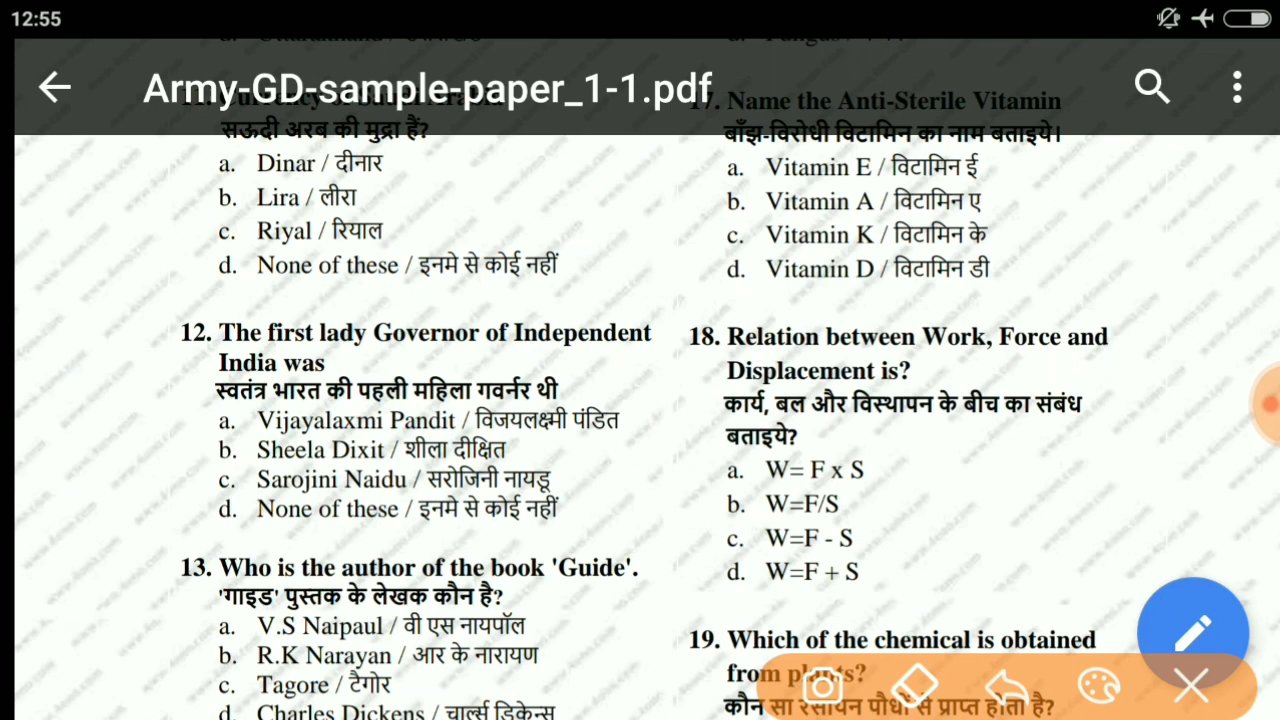 12:55
Army-GD-sample-paper_1-1.pdf
सऊदी अरब की मुद्रा हैं?
a. Dinar / दीनार
b. Lira / लीरा
c. Riyal / रियाल
d. None of these / इनमे से कोई नहीं
12. The first lady Governor of Independent
India was
स्वतंत्र भारत की पहली महिला गवर्नर थी
a. Vijayalaxmi Pandit / विजयलक्ष्मी पंडित
b. Sheela Dixit / शीला दीक्षित
c. Sarojini Naidu / सरोजिनी नायडू
d. None of these / इनमे से कोई नहीं
13. Who is the author of the book 'Guide'.
'गाइड' पुस्तक के लेखक कौन है?
a. V.S Naipaul / वी एस नायपॉल
b. R.K Narayan / आर के नारायण
c. Tagore / टैगोर
d. Charles Dickens / चार्ल्स डिकेन्स
17. Name the Anti-Sterile Vitamin
बाँझ-विरोधी विटामिन का नाम बताइये।
a. Vitamin E / विटामिन ई
b. Vitamin A / विटामिन ए
c. Vitamin K / विटामिन के
d. Vitamin D / विटामिन डी
18. Relation between Work, Force and
Displacement is?
कार्य, बल और विस्थापन के बीच का संबंध
बताइये?
a. W= F x S
b. W=F/S
c. W=F - S
d. W=F + S
19. Which of the chemical is obtained
from plants?
कौन सा रसायन पौधों से प्राप्त होता है?